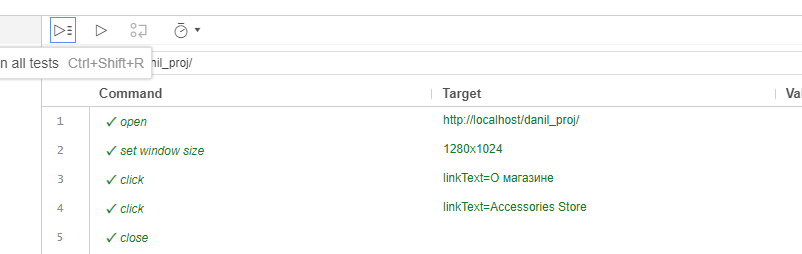 n all tests Ctrl+Shift+R
nil_proj/
Command Target Va
1 ✓ open http://localhost/danil_proj/
2 ✓ set window size 1280x1024
3 ✓ click linkText=О магазине
4 ✓ click linkText=Accessories Store
5 ✓ close